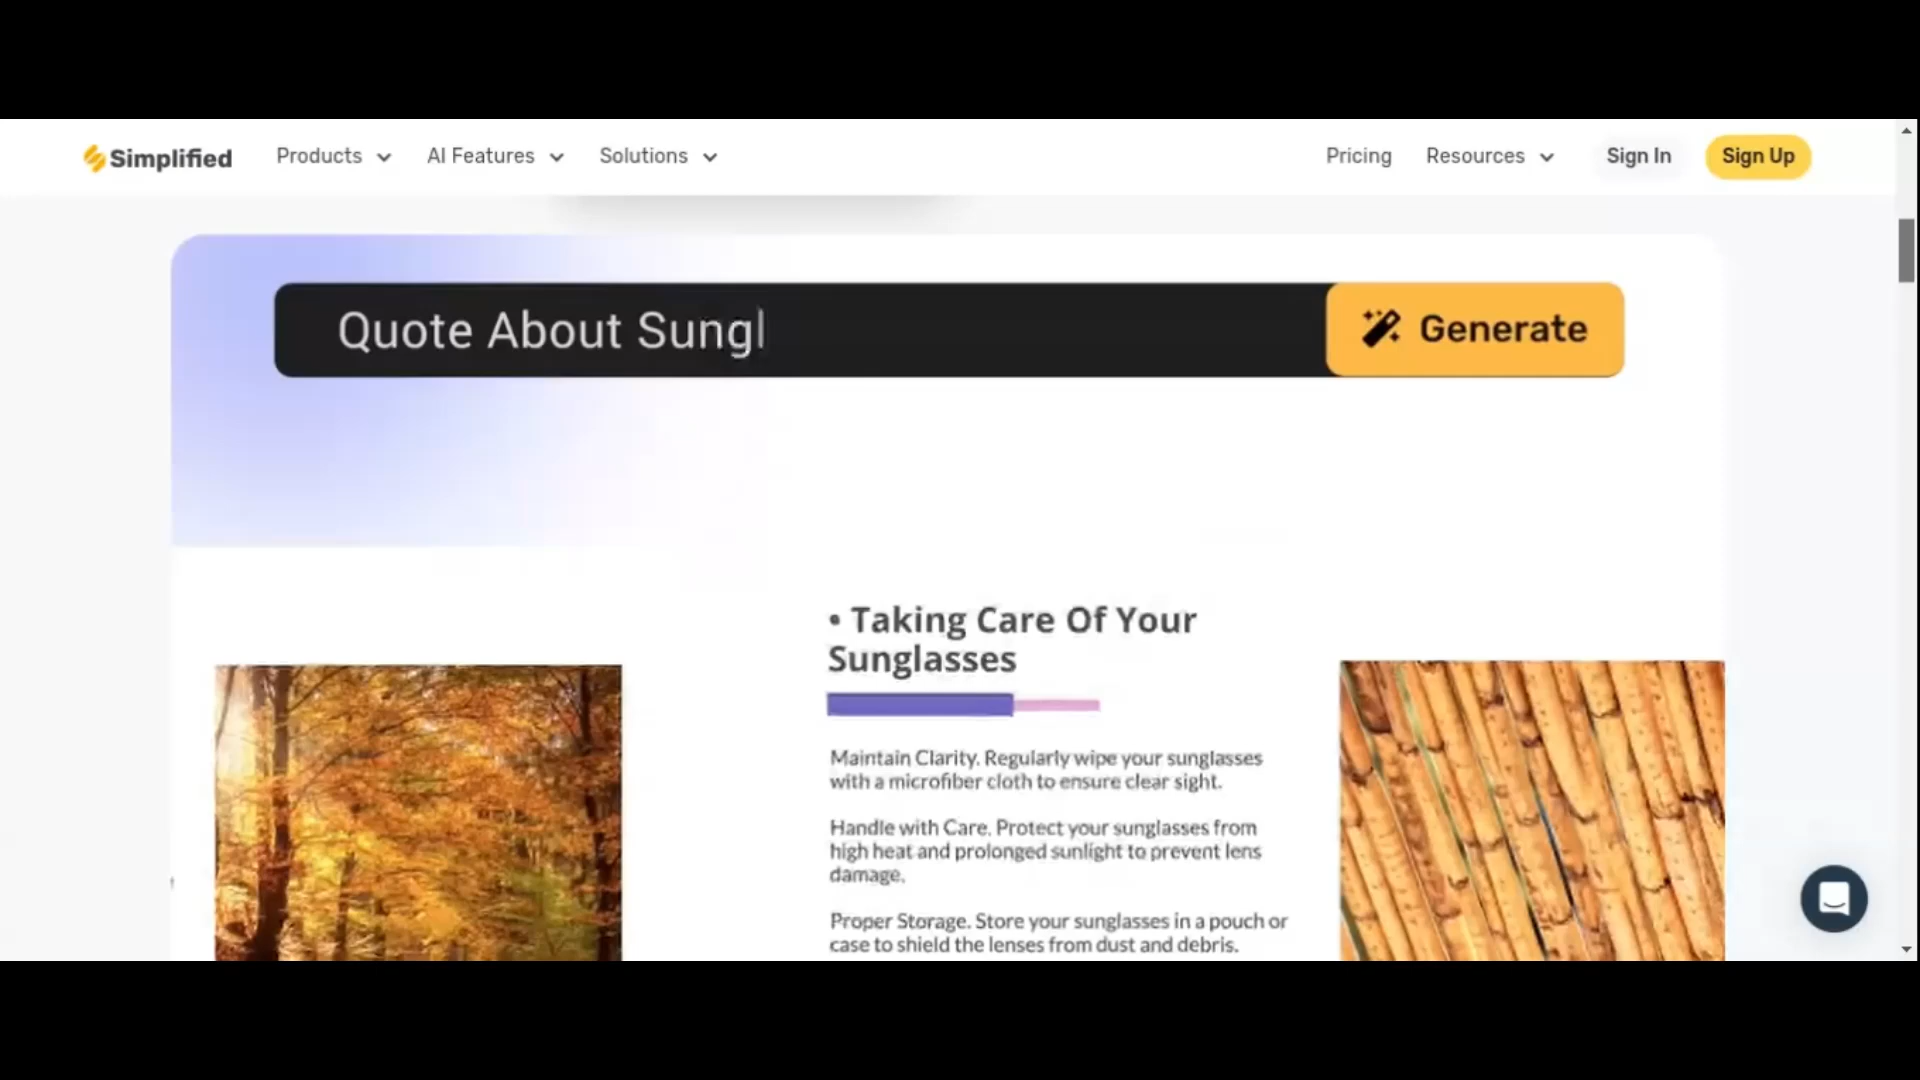 Simplified Products AI Features Solutions Pricing Resources Sign In Sign Up
Quote About Sungl
Generate
• Taking Care Of Your
Sunglasses
Maintain Clarity. Regularly wipe your sunglasses
with a microfiber cloth to ensure clear sight.
Handle with Care. Protect your sunglasses from
high heat and prolonged sunlight to prevent lens
damage.
Proper Storage. Store your sunglasses in a pouch or
case to shield the lenses from dust and debris.